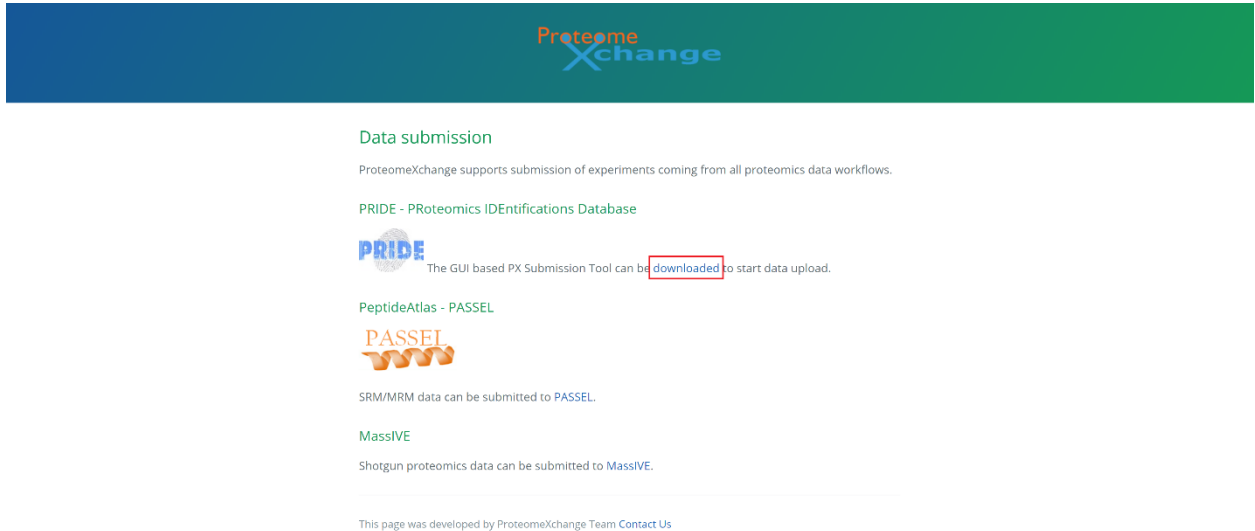 Proteome
Xchange
Data submission
ProteomeXchange supports submission of experiments coming from all proteomics data workflows.
PRIDE - PRoteomics IDEntifications Database
PRIDE
The GUI based PX Submission Tool can be downloaded to start data upload.
PeptideAtlas - PASSEL
PASSEL
SRM/MRM data can be submitted to PASSEL.
MassIVE
Shotgun proteomics data can be submitted to MassIVE.
This page was developed by ProteomeXchange Team Contact Us